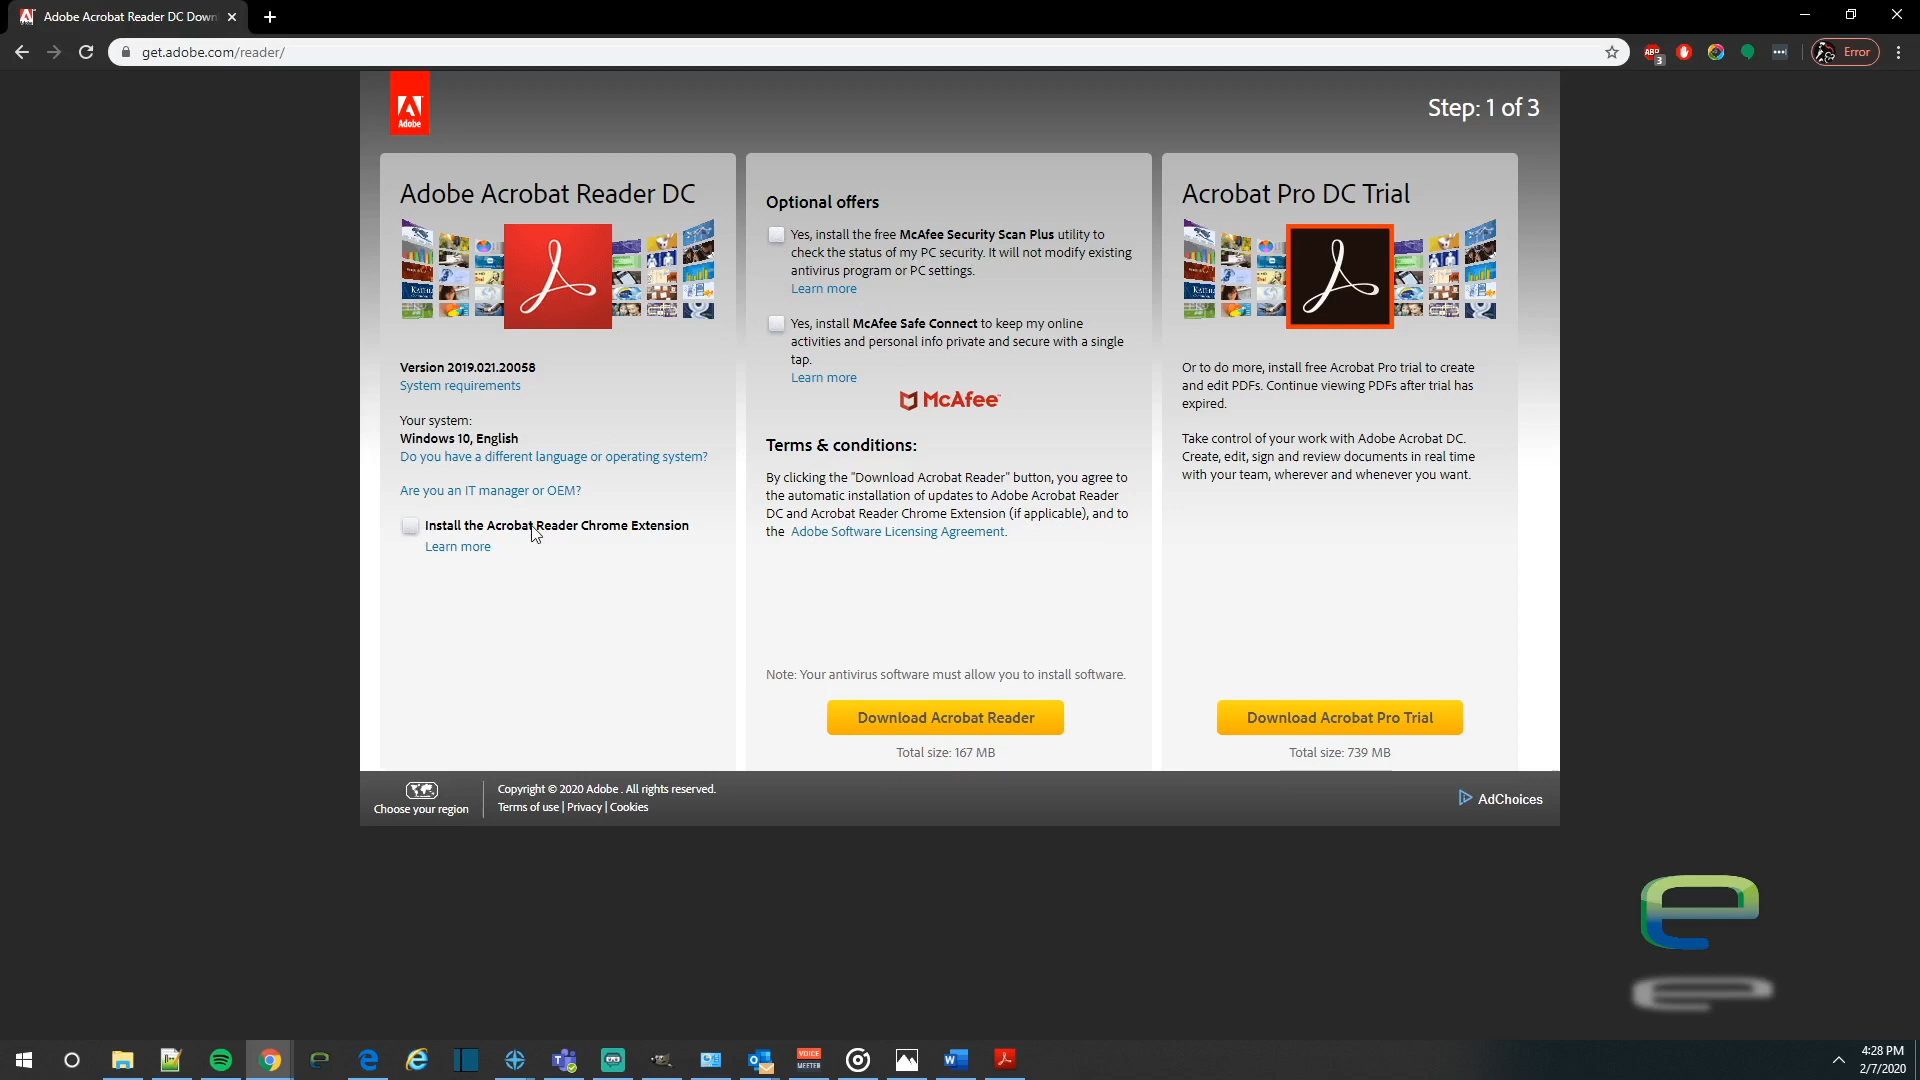 Adobe Acrobat Reader DC Down
get.adobe.com/reader/
ABP
3
Error
Adobe
Step: 1 of 3
Adobe Acrobat Reader DC
Version 2019.021.20058
System requirements
Your system:
Windows 10, English
Do you have a different language or operating system?
Are you an IT manager or OEM?
Install the Acrobat Reader Chrome Extension
Learn more
Optional offers
Yes, install the free McAfee Security Scan Plus utility to
check the status of my PC security. It will not modify existing
antivirus program or PC settings.
Learn more
Yes, install McAfee Safe Connect to keep my online
activities and personal info private and secure with a single
tap.
Learn more
McAfee™
Terms & conditions:
By clicking the "Download Acrobat Reader" button, you agree to
the automatic installation of updates to Adobe Acrobat Reader
DC and Acrobat Reader Chrome Extension (if applicable), and to
the Adobe Software Licensing Agreement.
Note: Your antivirus software must allow you to install software.
Download Acrobat Reader
Total size: 167 MB
Acrobat Pro DC Trial
Or to do more, install free Acrobat Pro trial to create
and edit PDFs. Continue viewing PDFs after trial has
expired.
Take control of your work with Adobe Acrobat DC.
Create, edit, sign and review documents in real time
with your team, wherever and whenever you want.
Download Acrobat Pro Trial
Total size: 739 MB
Choose your region
Copyright © 2020 Adobe . All rights reserved.
Terms of use | Privacy | Cookies
AdChoices
e
VOICE
MEETER
4:28 PM
2/7/2020